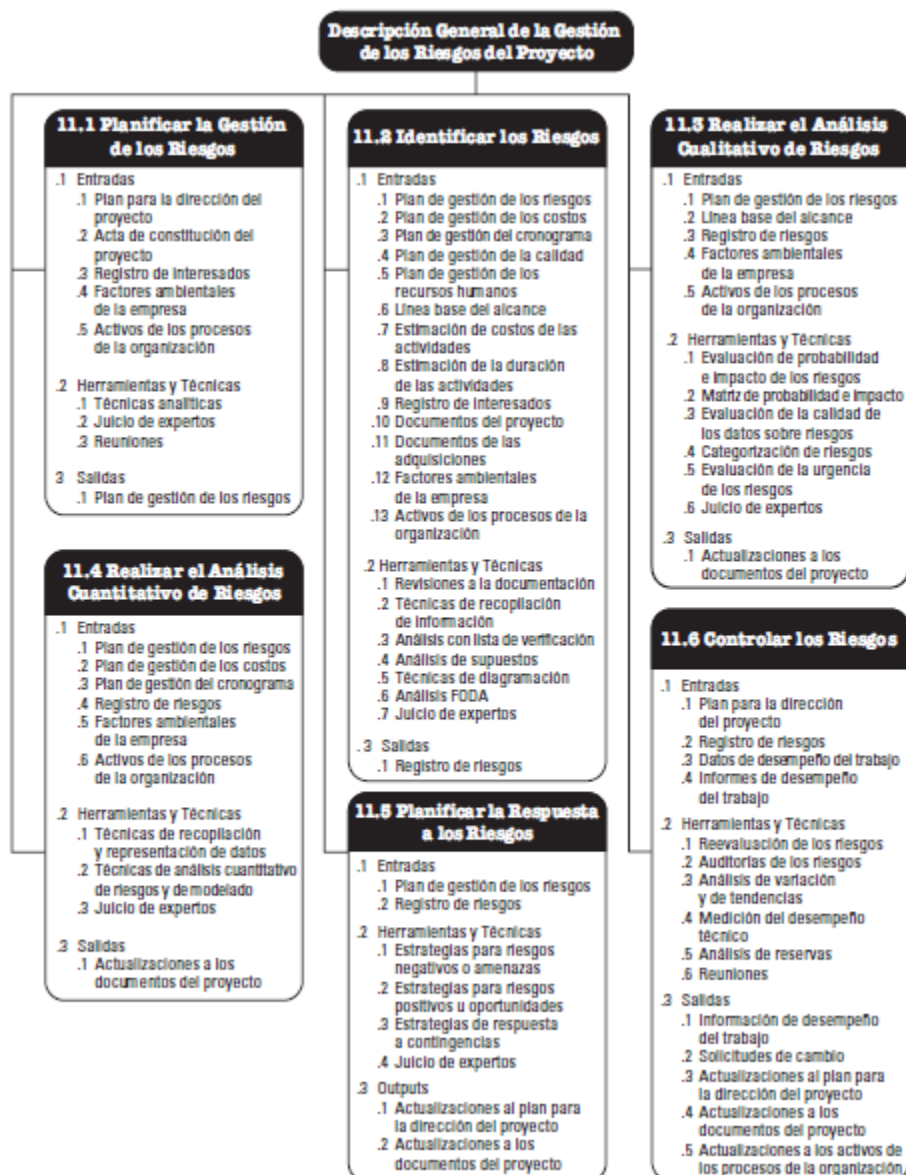 Descripción General de la Gestión
de los Riesgos del Proyecto
11.1 Planificar la Gestión
de los Riesgos
.1 Entradas
.1 Plan para la dirección del
proyecto
.2 Acta de constitución del
proyecto
.3 Registro de interesados
.4 Factores ambientales
de la empresa
.5 Activos de los procesos
de la organización
.2 Herramientas y Técnicas
.1 Técnicas analíticas
.2 Juicio de expertos
.3 Reuniones
3 Salidas
.1 Plan de gestión de los riesgos
11.2 Identificar los Riesgos
.1 Entradas
.1 Plan de gestión de los riesgos
.2 Plan de gestión de los costos
.3 Plan de gestión del cronograma
.4 Plan de gestión de la calidad
.5 Plan de gestión de los
recursos humanos
.6 Línea base del alcance
.7 Estimación de costos de las
actividades
.8 Estimación de la duración
de las actividades
.9 Registro de interesados
.10 Documentos del proyecto
.11 Documentos de las
adquisiciones
.12 Factores ambientales
de la empresa
.13 Activos de los procesos de la
organización
.2 Herramientas y Técnicas
.1 Revisiones a la documentación
.2 Técnicas de recopilación
de información
.3 Análisis con lista de verificación
.4 Análisis de supuestos
.5 Técnicas de diagramación
.6 Análisis FODA
.7 Juicio de expertos
.3 Salidas
.1 Registro de riesgos
11.3 Realizar el Análisis
Cualitativo de Riesgos
.1 Entradas
.1 Plan de gestión de los riesgos
.2 Línea base del alcance
.3 Registro de riesgos
.4 Factores ambientales
de la empresa
.5 Activos de los procesos
de la organización
.2 Herramientas y Técnicas
.1 Evaluación de probabilidad
e impacto de los riesgos
.2 Matriz de probabilidad e impacto
.3 Evaluación de la calidad de
los datos sobre riesgos
.4 Categorización de riesgos
.5 Evaluación de la urgencia
de los riesgos
.6 Juicio de expertos
.3 Salidas
.1 Actualizaciones a los
documentos del proyecto
11.4 Realizar el Análisis
Cuantitativo de Riesgos
.1 Entradas
.1 Plan de gestión de los riesgos
.2 Plan de gestión de los costos
.3 Plan de gestión del cronograma
.4 Registro de riesgos
.5 Factores ambientales
de la empresa
.6 Activos de los procesos
de la organización
.2 Herramientas y Técnicas
.1 Técnicas de recopilación
y representación de datos
.2 Técnicas de análisis cuantitativo
de riesgos y de modelado
.3 Juicio de expertos
.3 Salidas
.1 Actualizaciones a los
documentos del proyecto
11.5 Planificar la Respuesta
a los Riesgos
.1 Entradas
.1 Plan de gestión de los riesgos
.2 Registro de riesgos
.2 Herramientas y Técnicas
.1 Estrategias para riesgos
negativos o amenazas
.2 Estrategias para riesgos
positivos u oportunidades
.3 Estrategias de respuesta
a contingencias
.4 Juicio de expertos
.3 Outputs
.1 Actualizaciones al plan para
la dirección del proyecto
.2 Actualizaciones a los
documentos del proyecto
11.6 Controlar los Riesgos
.1 Entradas
.1 Plan para la dirección
del proyecto
.2 Registro de riesgos
.3 Datos de desempeño del trabajo
.4 Informes de desempeño
del trabajo
.2 Herramientas y Técnicas
.1 Reevaluación de los riesgos
.2 Auditorías de los riesgos
.3 Análisis de variación
y de tendencias
.4 Medición del desempeño
técnico
.5 Análisis de reservas
.6 Reuniones
.3 Salidas
.1 Información de desempeño
del trabajo
.2 Solicitudes de cambio
.3 Actualizaciones al plan para
la dirección del proyecto
.4 Actualizaciones a los
documentos del proyecto
.5 Actualizaciones a los activos de
los procesos de la organización